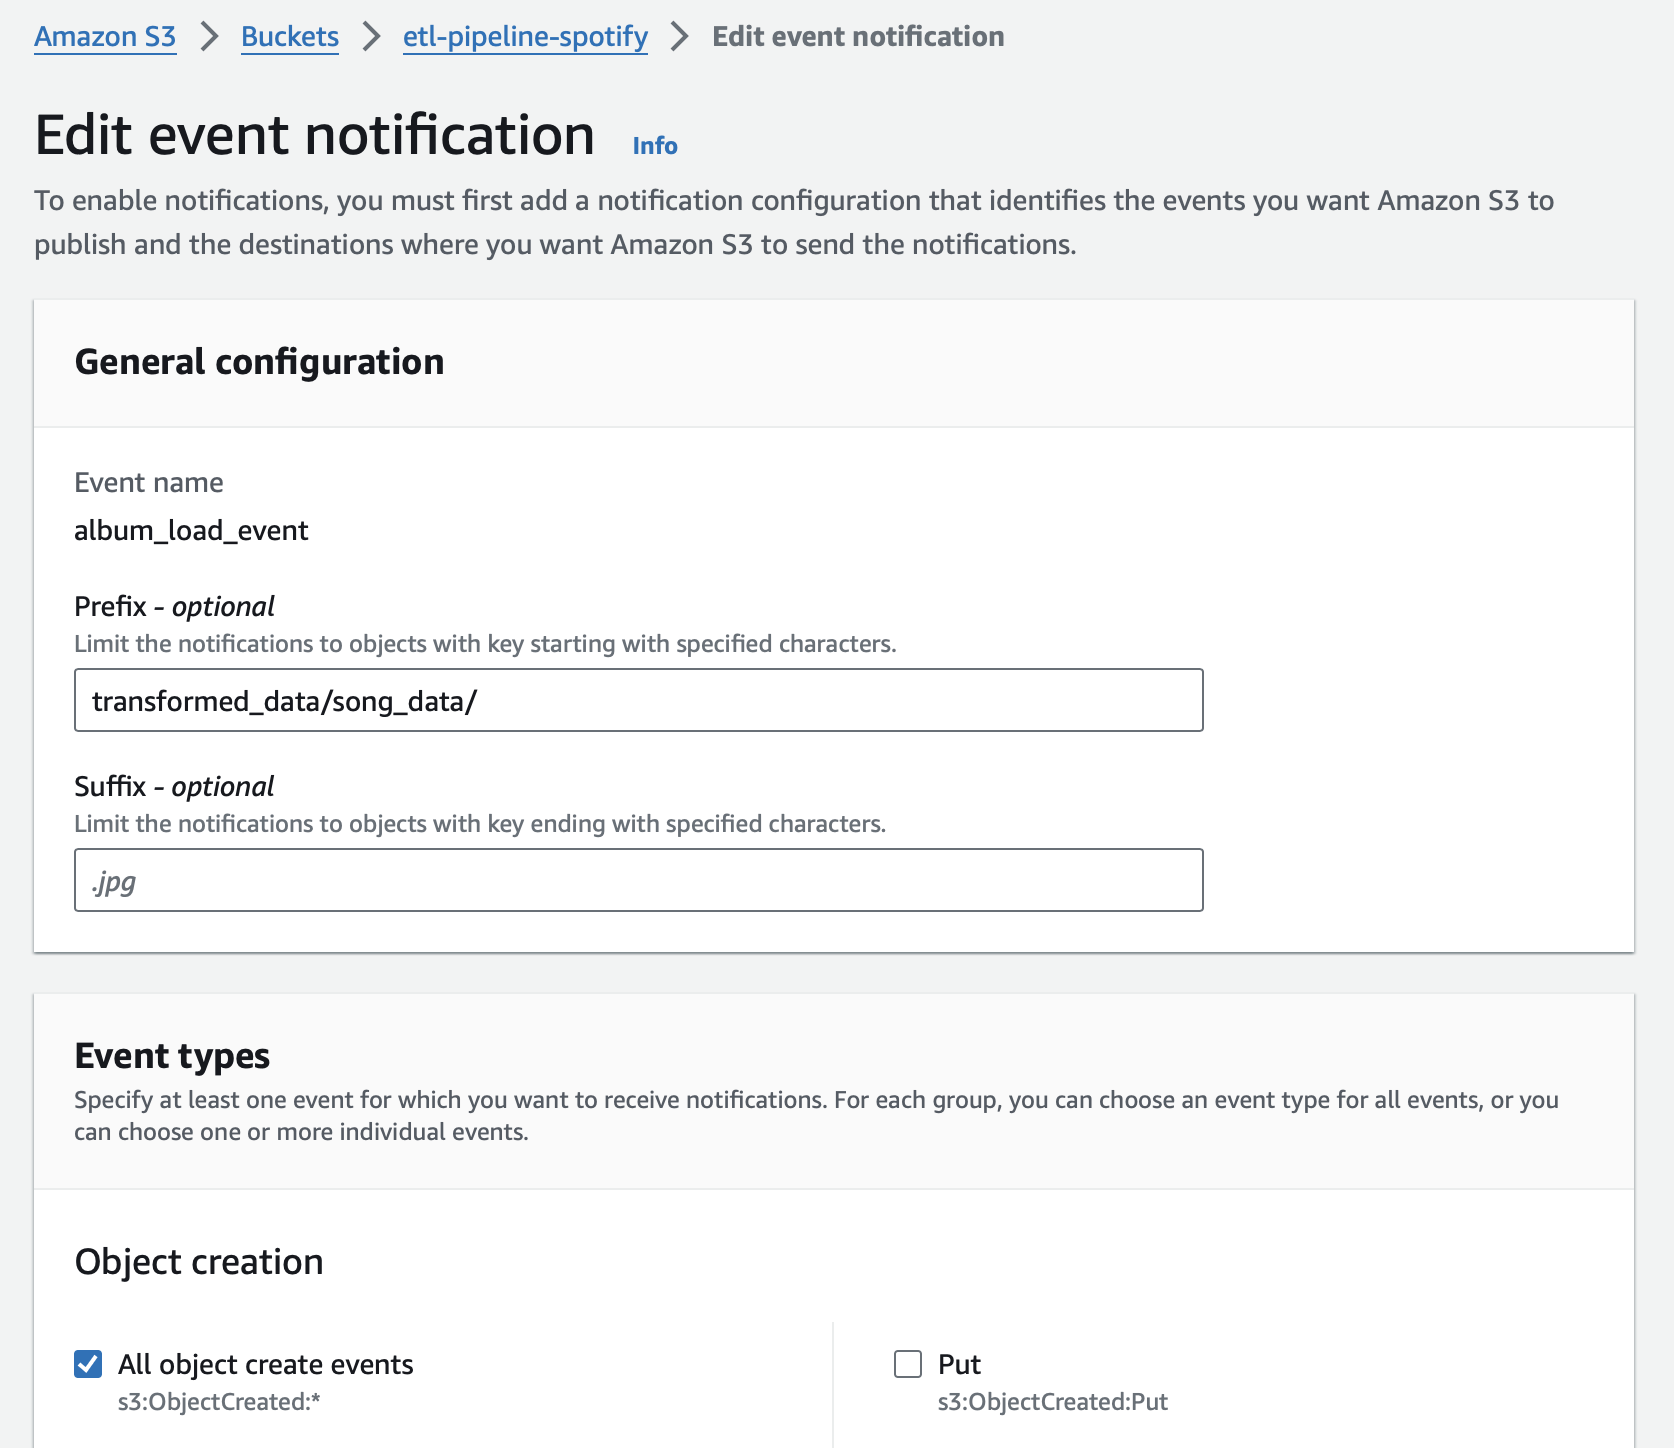 Amazon S3 > Buckets > etl-pipeline-spotify > Edit event notification
Edit event notification Info
To enable notifications, you must first add a notification configuration that identifies the events you want Amazon S3 to
publish and the destinations where you want Amazon S3 to send the notifications.
General configuration
Event name
album_load_event
Prefix - optional
Limit the notifications to objects with key starting with specified characters.
transformed_data/song_data/
Suffix - optional
Limit the notifications to objects with key ending with specified characters.
.jpg
Event types
Specify at least one event for which you want to receive notifications. For each group, you can choose an event type for all events, or you
can choose one or more individual events.
Object creation
All object create events
s3:ObjectCreated:*
Put
s3:ObjectCreated:Put